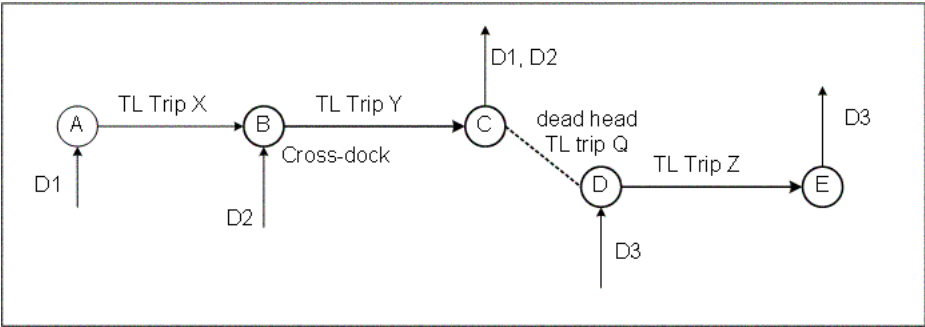 D1, D2
TL Trip X
TL Trip Y
dead head
TL trip Q
D3
A
B
C
Cross-dock
TL Trip Z
D1
D2
D
E
D3